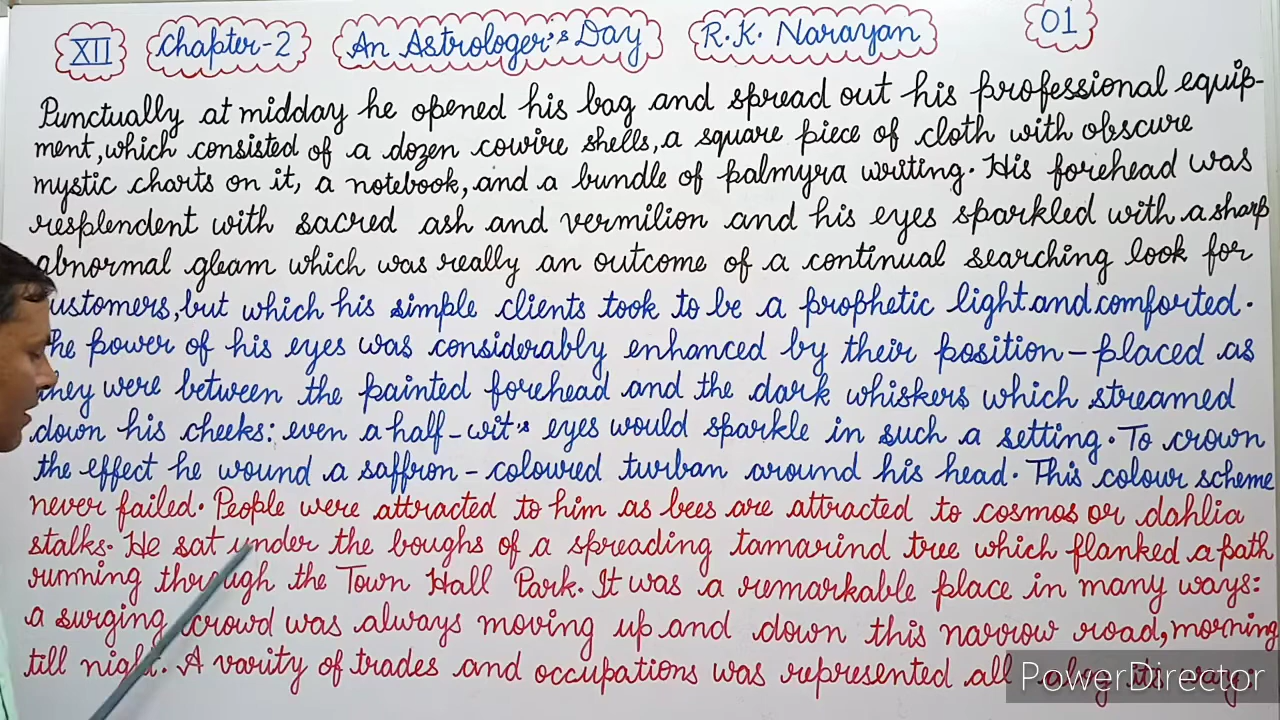 XII Chapter-2 An Astrologer's Day R.K. Narayan 01
Punctually at midday he opened his bag and spread out his professional equip-
ment, which consisted of a dozen cowire shells, a square piece of cloth with obscure
mystic charts on it, a notebook, and a bundle of palmyra writing. His forehead was
resplendent with sacred ash and vermilion and his eyes sparkled with a sharp
abnormal gleam which was really an outcome of a continual searching look for
ustomers, but which his simple clients took to be a prophetic light and comforted.
he power of his eyes was considerably enhanced by their position - placed as
they were between the painted forehead and the dark whiskers which streamed
down his cheeks: even a half-wit's eyes would sparkle in such a setting. To crown
the effect he wound a saffron-coloured turban around his head. This colour scheme
never failed. People were attracted to him as bees are attracted to cosmos or dahlia
stalks. He sat under the boughs of a spreading tamarind tree which flanked a path
running through the Town Hall Park. It was a remarkable place in many ways:
a surging crowd was always moving up and down this narrow road, morning
till night. A varity of trades and occupations was represented all along its way.
PowerDirector